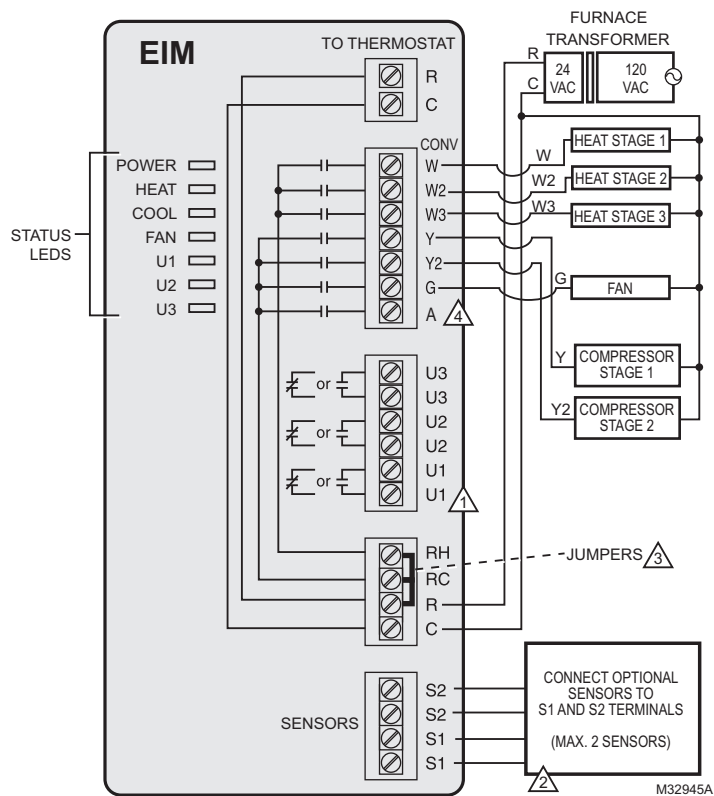 EIM
TO THERMOSTAT
R
C
FURNACE
TRANSFORMER
R
C
24
VAC
120
VAC
STATUS
LEDS
POWER
HEAT
COOL
FAN
U1
U2
U3
CONV
W
W2
W3
Y
Y2
G
A
4
W
HEAT STAGE 1
W2
HEAT STAGE 2
W3
HEAT STAGE 3
G
FAN
Y
COMPRESSOR
STAGE 1
Y2
COMPRESSOR
STAGE 2
or
U3
U3
or
U2
U2
or
U1
U1
1
RH
RC
R
C
JUMPERS
3
SENSORS
S2
S2
S1
S1
CONNECT OPTIONAL
SENSORS TO
S1 AND S2 TERMINALS
(MAX. 2 SENSORS)
2
M32945A